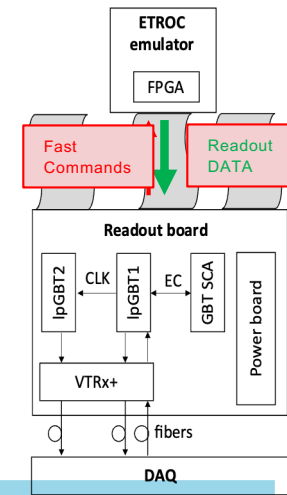 ETROC
emulator
FPGA
Fast
Commands
Readout
DATA
Readout board
lpGBT2
CLK
lpGBT1
EC
GBT SCA
Power board
VTRx+
fibers
DAQ